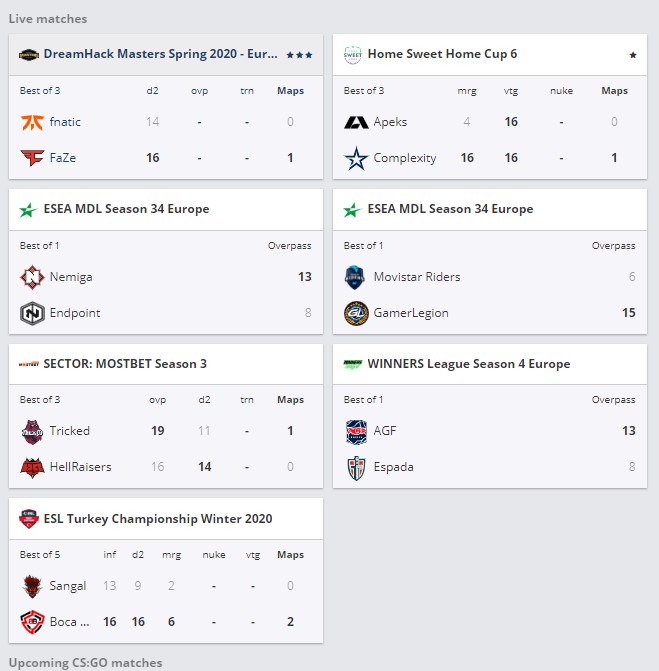 Live matches
DreamHack Masters Spring 2020 - Eur...
Best of 3 d2 ovp trn Maps
fnatic 14 - - 0
FaZe 16 - - 1
Home Sweet Home Cup 6
Best of 3 mrg vtg nuke Maps
Apeks 4 16 - 0
Complexity 16 16 - 1
ESEA MDL Season 34 Europe
Best of 1 Overpass
Nemiga 13
Endpoint 8
ESEA MDL Season 34 Europe
Best of 1 Overpass
Movistar Riders 6
GamerLegion 15
SECTOR: MOSTBET Season 3
Best of 3 ovp d2 trn Maps
Tricked 19 11 - 1
HellRaisers 16 14 - 0
WINNERS League Season 4 Europe
Best of 1 Overpass
AGF 13
Espada 8
ESL Turkey Championship Winter 2020
Best of 5 inf d2 mrg nuke vtg Maps
Sangal 13 9 2 - - 0
Boca ... 16 16 6 - - 2
Upcoming CS:GO matches